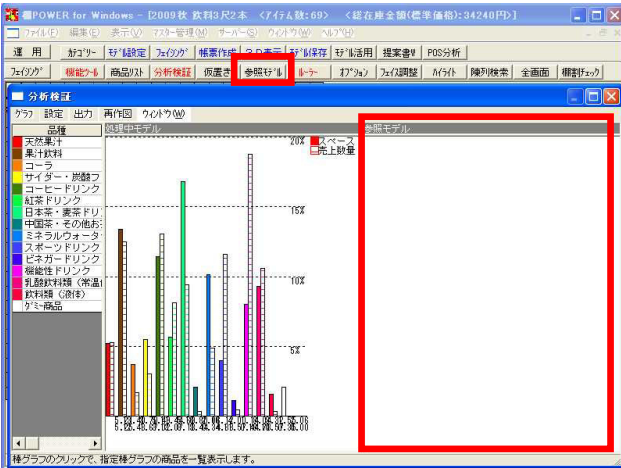 棚POWER for Windows - [2009秋 飲料3尺2本 <ｱｲﾃﾑ数:69> <総在庫金額(標準価格):34240円>]
ファイル(F) 編集(E) 表示(V) マスター管理(M) サーバー(S) ウィンドウ(W) ヘルプ(H)
運 用 ｶﾃｺﾞﾘｰ ﾓﾃﾞﾙ設定 ﾌｪｲｼﾝｸﾞ 帳票作成 3D表示 ﾓﾃﾞﾙ保存 ﾓﾃﾞﾙ活用 提案書W POS分析
ﾌｪｲｼﾝｸﾞ 機能ﾂｰﾙ 商品ﾘｽﾄ 分析検証 仮置き 参照ﾓﾃﾞﾙ ﾙｰﾗｰ ｵﾌﾟｼｮﾝ ﾌｪｲｽ調整 ﾊｲﾗｲﾄ 陳列検索 全画面 棚割ﾁｪｯｸ
分析検証
グラフ 設定 出力 再作図 ウィンドウ(W)
品種
処理中モデル
参照モデル
天然果汁
果汁飲料
コーラ
サイダー・炭酸フ
コーヒードリンク
紅茶ドリンク
日本茶・麦茶ドリ
中国茶・その他お
ミネラルウォータ
スポーツドリンク
ビネガードリンク
機能性ドリンク
乳酸飲料類（常温
飲料類（液体）
ﾀﾞﾐｰ商品
20%
15%
10%
5%
スペース
売上数量
棒グラフのクリックで、指定棒グラフの商品を一覧表示します。